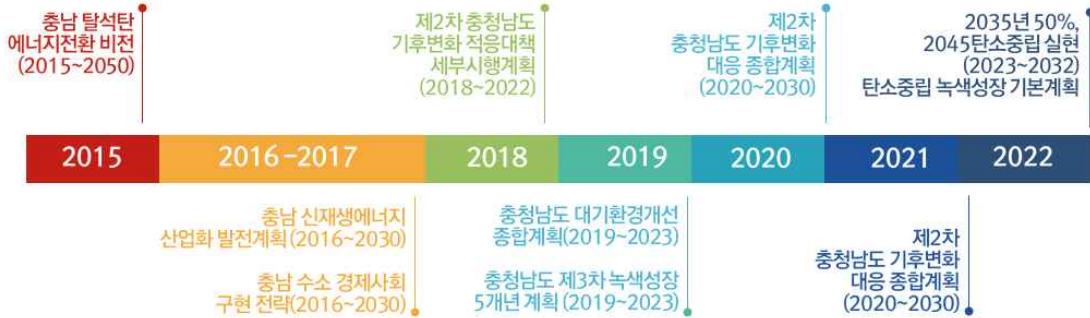 충남 탈석탄
에너지전환 비전
(2015~2050)
제2차 충청남도
기후변화 적응대책
세부시행계획
(2018~2022)
제2차
충청남도 기후변화
대응 종합계획
(2020~2030)
2035년 50%,
2045탄소중립 실현
(2023~2032)
탄소중립 녹색성장 기본계획
2015
2016-2017
2018
2019
2020
2021
2022
충남 신재생에너지
산업화 발전계획(2016~2030)
충남 수소 경제사회
구현 전략(2016~2030)
충청남도 대기환경개선
종합계획(2019~2023)
충청남도 제3차 녹색성장
5개년 계획(2019~2023)
제2차
충청남도 기후변화
대응 종합계획
(2020~2030)